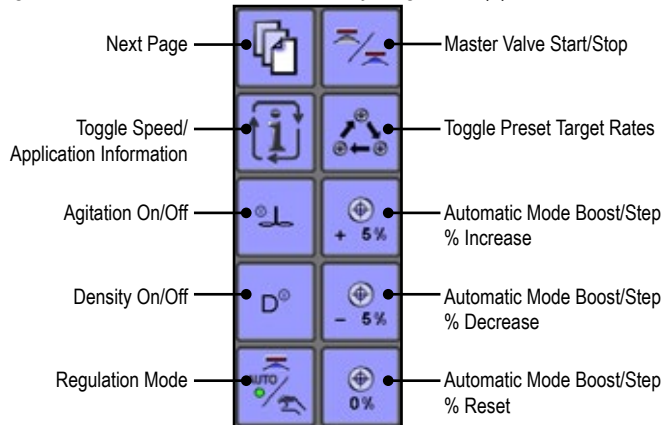 Next Page
Master Valve Start/Stop
Toggle Speed/
Application Information
Toggle Preset Target Rates
Agitation On/Off
+ 5%
Automatic Mode Boost/Step
% Increase
Density On/Off
D
- 5%
Automatic Mode Boost/Step
% Decrease
Regulation Mode
AUTO
0%
Automatic Mode Boost/Step
% Reset